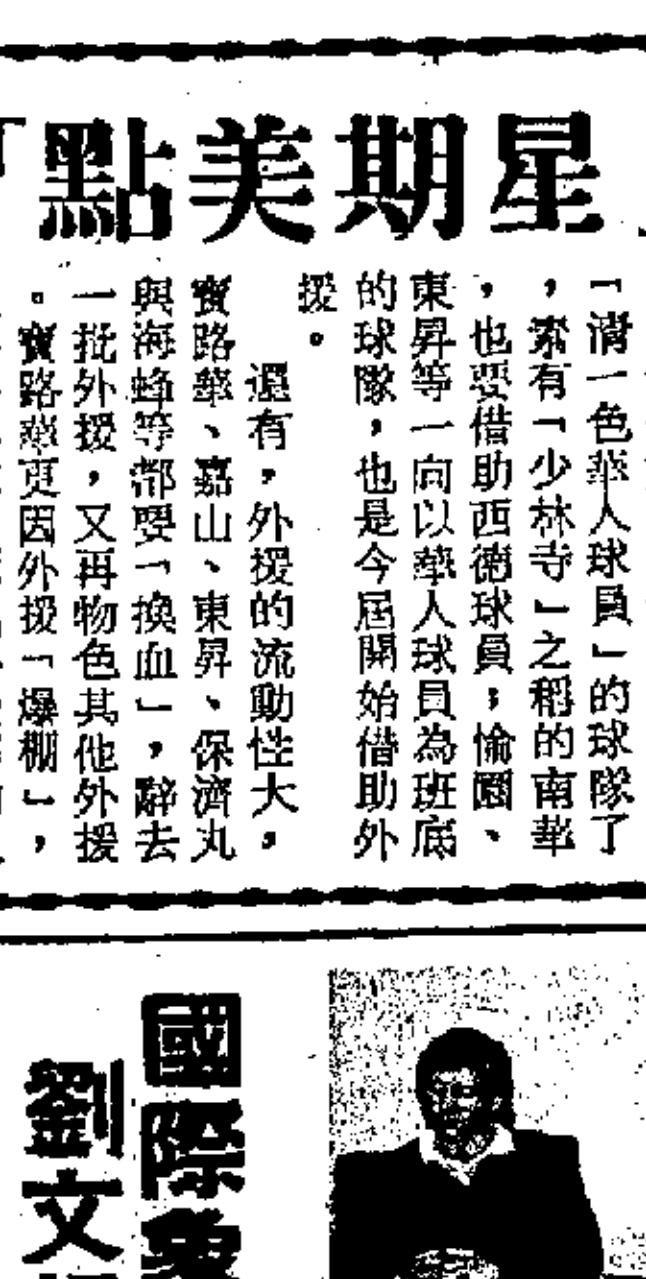 星期美點
「清一色華人球員」的球隊了
，素有「少林寺」之稱的南華
，也要借助西德球員；愉園、
東昇等一向以華人球員為班底
的球隊，也是今屆開始借助外
援。
還有，外援的流動性大，
寶路華、嘉山、東昇、保濟丸
與海蜂等都要「換血」，辭去
一批外援，又再物色其他外援
。寶路華更因外援「爆棚」，
國際象
劉文